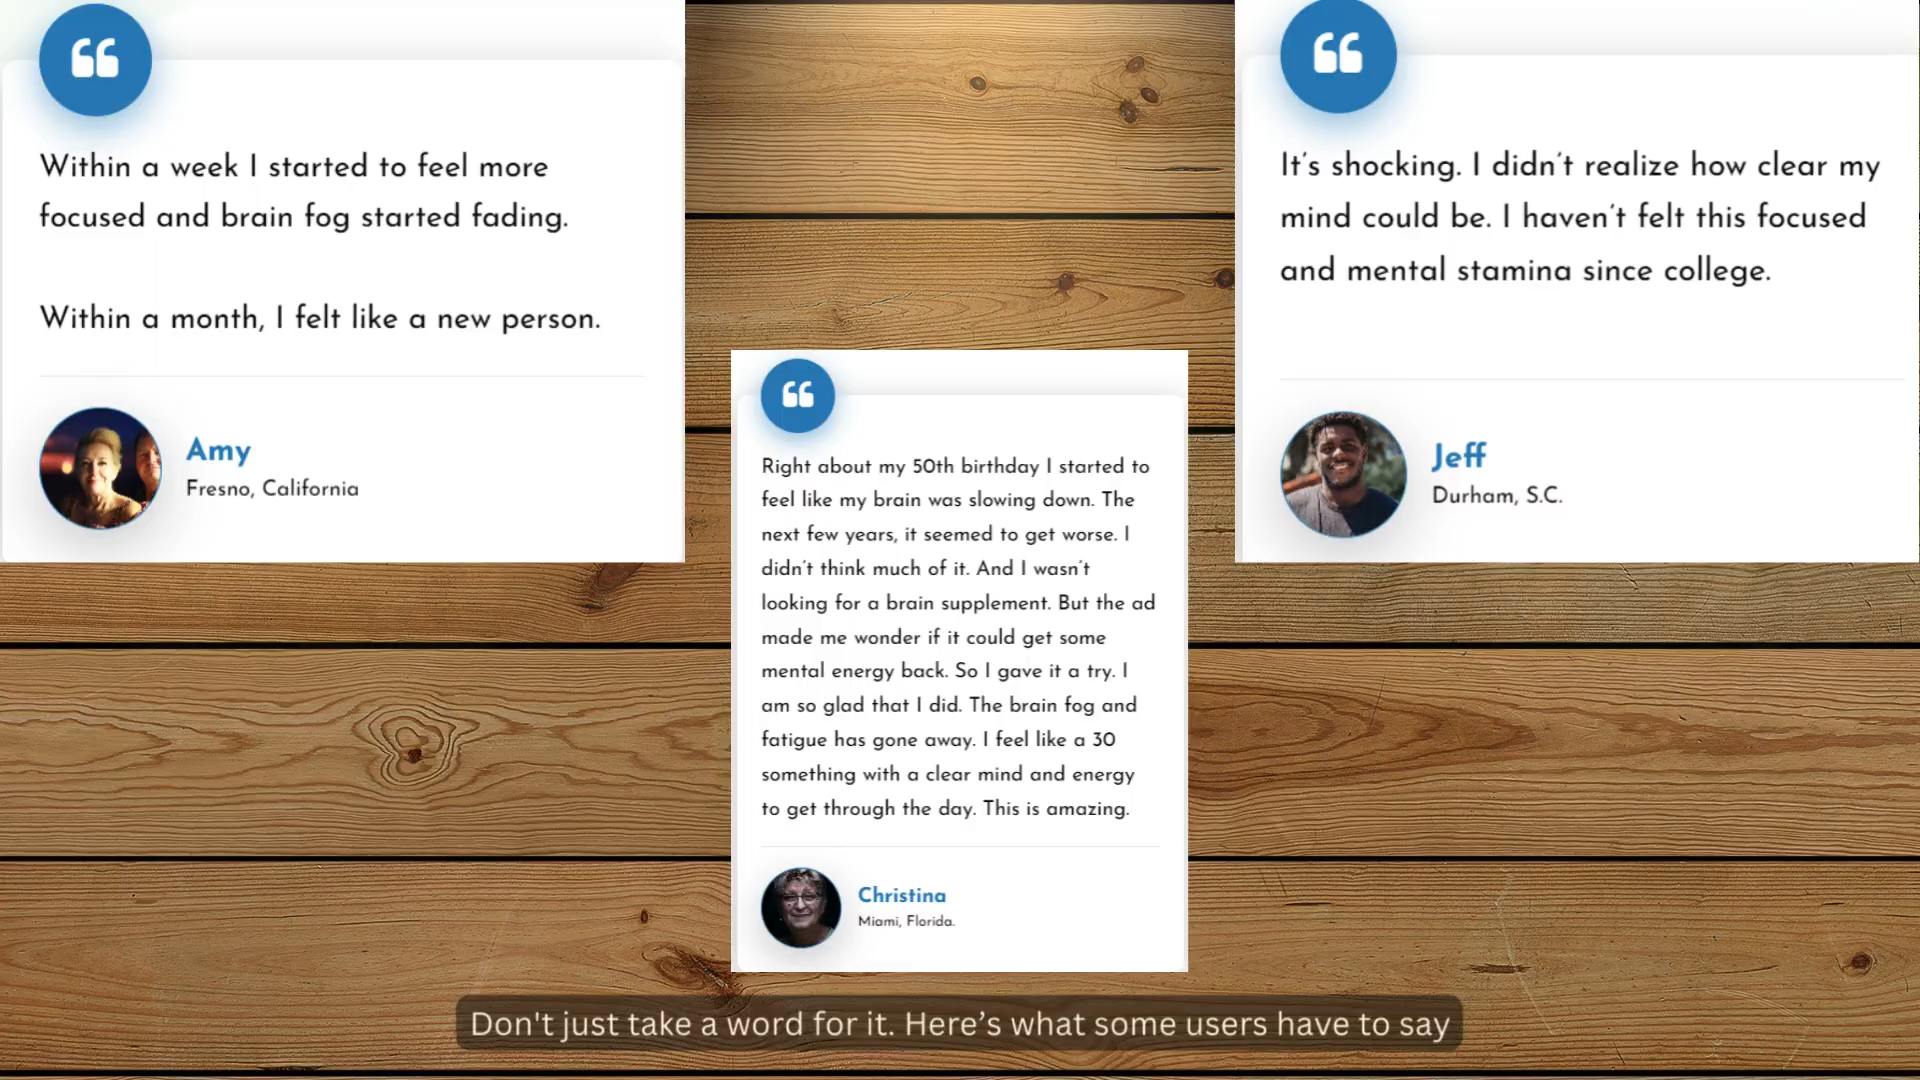 Within a week I started to feel more
focused and brain fog started fading.
Within a month, I felt like a new person.
Amy
Fresno, California
Right about my 50th birthday I started to
feel like my brain was slowing down. The
next few years, it seemed to get worse. I
didn't think much of it. And I wasn't
looking for a brain supplement. But the ad
made me wonder if it could get some
mental energy back. So I gave it a try. I
am so glad that I did. The brain fog and
fatigue has gone away. I feel like a 30
something with a clear mind and energy
to get through the day. This is amazing.
Christina
Miami, Florida.
It's shocking. I didn't realize how clear my
mind could be. I haven't felt this focused
and mental stamina since college.
Jeff
Durham, S.C.
Don't just take a word for it. Here’s what some users have to say